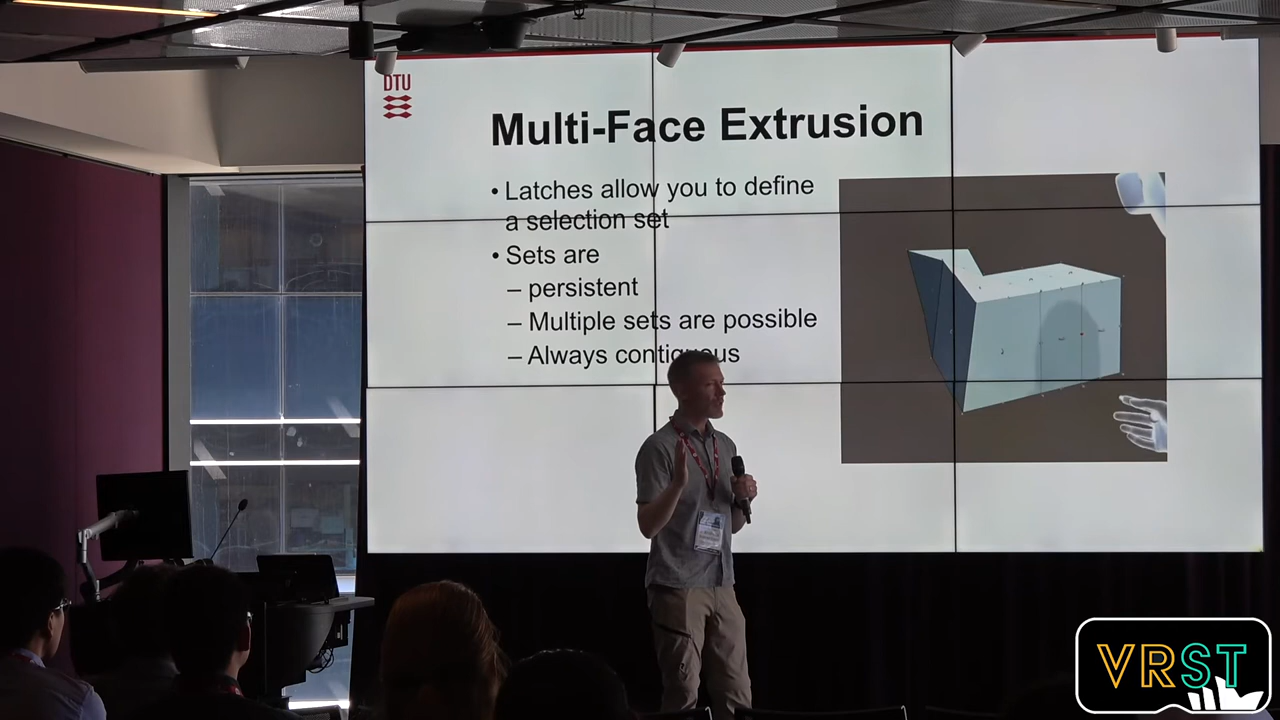 DTU
Multi-Face Extrusion
• Latches allow you to define
a selection set
• Sets are
– persistent
– Multiple sets are possible
– Always contiguous
VRST